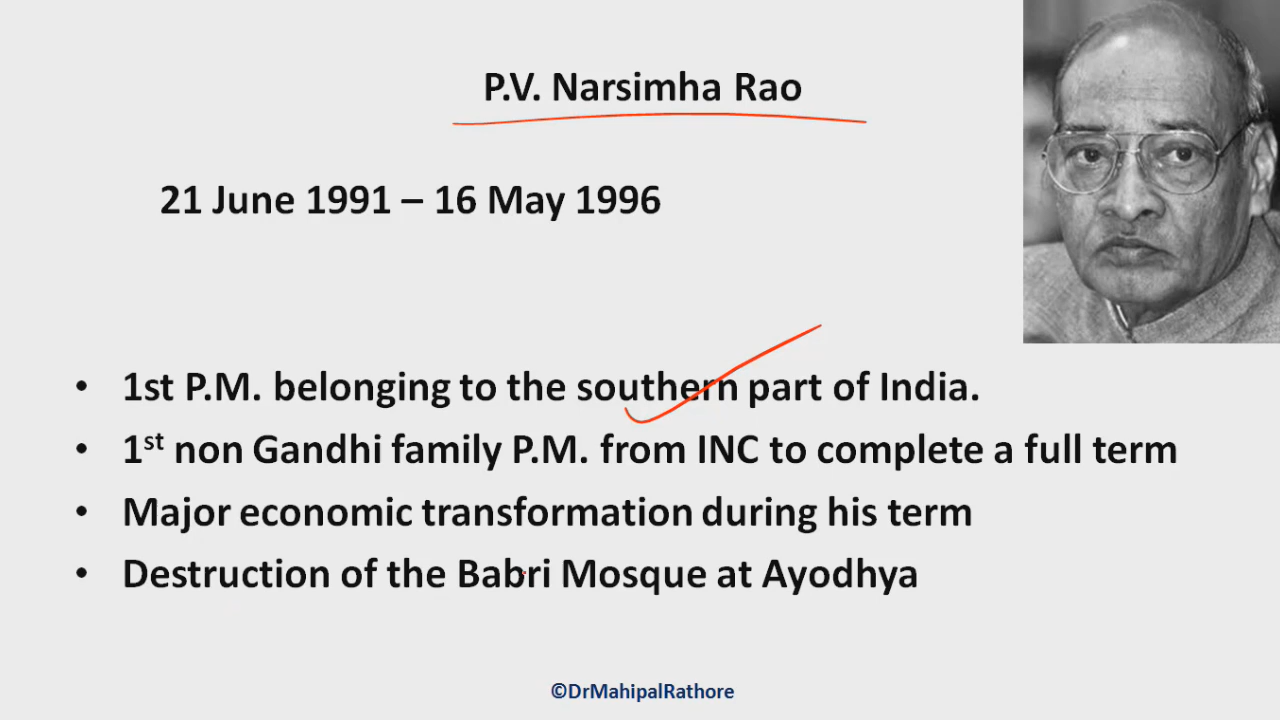 P.V. Narsimha Rao
21 June 1991 – 16 May 1996
• 1st P.M. belonging to the southern part of India.
• 1st non Gandhi family P.M. from INC to complete a full term
• Major economic transformation during his term
• Destruction of the Babri Mosque at Ayodhya
©DrMahipalRathore